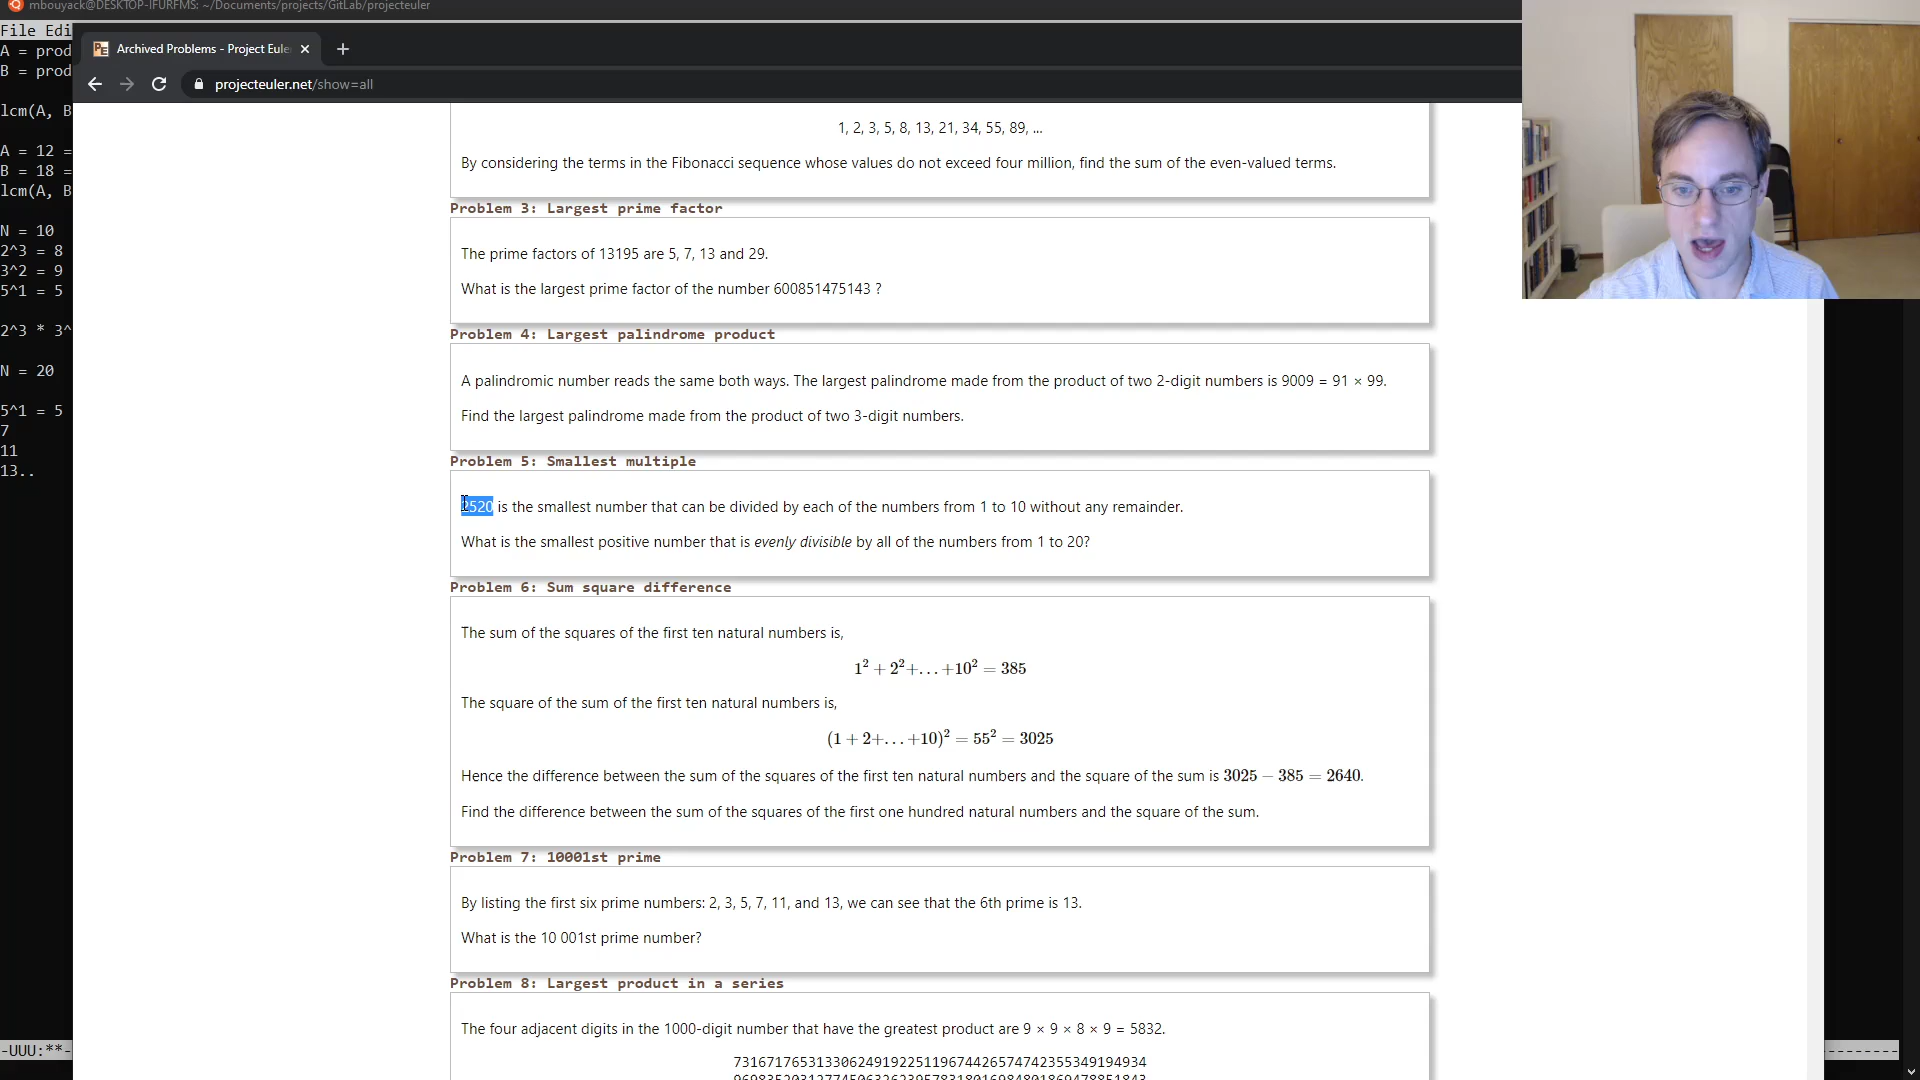 mbouyack@DESKTOP-IFURFMS: ~/Documents/projects/GitLab/projecteuler
File Edi
A = prod
B = prod
lcm(A, B
A = 12 =
B = 18 =
lcm(A, B
N = 10
2^3 = 8
3^2 = 9
5^1 = 5
2^3 * 3^
N = 20
5^1 = 5
7
11
13..
-UUU:**-
Archived Problems - Project Eule
projecteuler.net/show=all
1, 2, 3, 5, 8, 13, 21, 34, 55, 89, ...
By considering the terms in the Fibonacci sequence whose values do not exceed four million, find the sum of the even-valued terms.
Problem 3: Largest prime factor
The prime factors of 13195 are 5, 7, 13 and 29.
What is the largest prime factor of the number 600851475143 ?
Problem 4: Largest palindrome product
A palindromic number reads the same both ways. The largest palindrome made from the product of two 2-digit numbers is 9009 = 91 × 99.
Find the largest palindrome made from the product of two 3-digit numbers.
Problem 5: Smallest multiple
2520 is the smallest number that can be divided by each of the numbers from 1 to 10 without any remainder.
What is the smallest positive number that is evenly divisible by all of the numbers from 1 to 20?
Problem 6: Sum square difference
The sum of the squares of the first ten natural numbers is,
1² + 2² +...+10² = 385
The square of the sum of the first ten natural numbers is,
(1 + 2+...+10)² = 55² = 3025
Hence the difference between the sum of the squares of the first ten natural numbers and the square of the sum is 3025 − 385 = 2640.
Find the difference between the sum of the squares of the first one hundred natural numbers and the square of the sum.
Problem 7: 10001st prime
By listing the first six prime numbers: 2, 3, 5, 7, 11, and 13, we can see that the 6th prime is 13.
What is the 10 001st prime number?
Problem 8: Largest product in a series
The four adjacent digits in the 1000-digit number that have the greatest product are 9 × 9 × 8 × 9 = 5832.
73167176531330624919225119674426574742355349194934